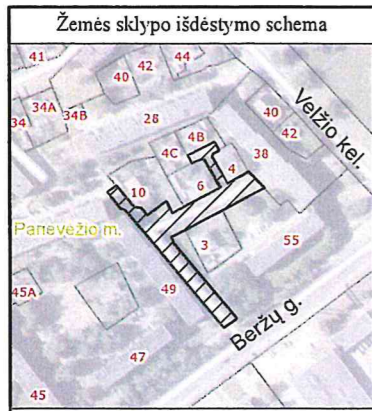 Žemės sklypo išdėstymo schema
41
40
42
44
34A
34
34B
28
40
42
Velžio kel.
4B
4C
38
4
6
10
Panevėžio m.
3
55
49
45A
Beržų g.
47
45